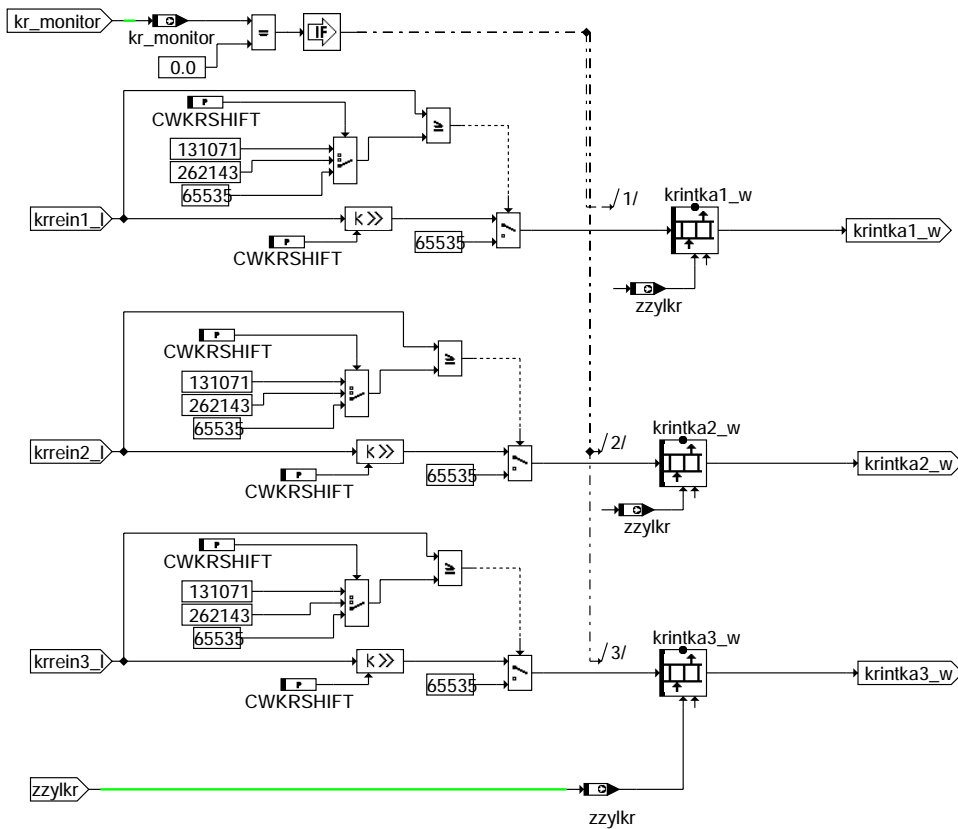 kr_monitor
kr_monitor
=
IF
0.0
P
CWKRSHIFT
131071
262143
65535
≥
krrein1_l
k >>
P
CWKRSHIFT
65535
/1/
krintka1_w
krintka1_w
zzylkr
P
CWKRSHIFT
131071
262143
65535
≥
krrein2_l
k >>
P
CWKRSHIFT
65535
/2/
krintka2_w
krintka2_w
zzylkr
P
CWKRSHIFT
131071
262143
65535
≥
krrein3_l
k >>
P
CWKRSHIFT
65535
/3/
krintka3_w
krintka3_w
zzylkr
zzylkr